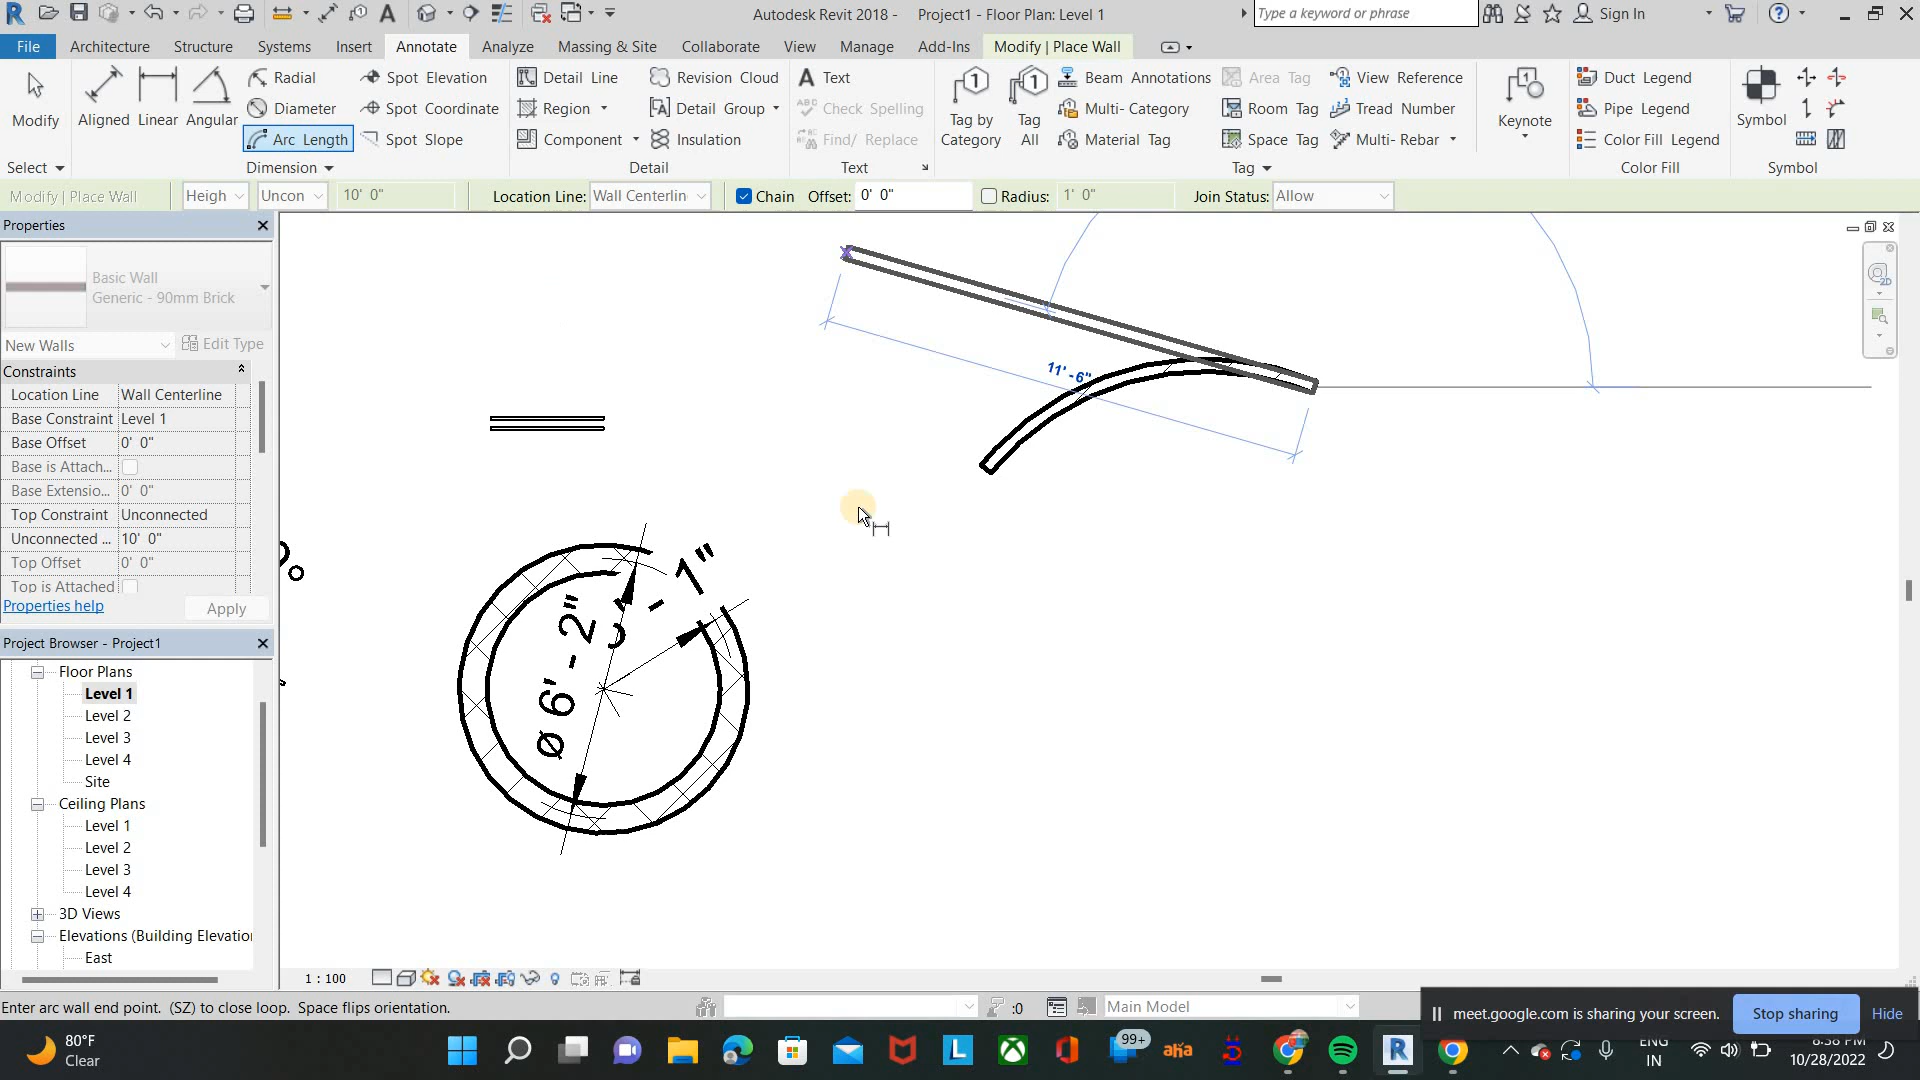 Autodesk Revit 2018 - Project1 - Floor Plan: Level 1
Type a keyword or phrase
Sign In
File Architecture Structure Systems Insert Annotate Analyze Massing & Site Collaborate View Manage Add-Ins Modify | Place Wall
Modify
Aligned Linear Angular
Radial
Diameter
Arc Length
Spot Elevation
Spot Coordinate
Spot Slope
Detail Line
Region
Component
Revision Cloud
Detail Group
Insulation
Text
Check Spelling
Find/ Replace
Tag by Category
Tag All
Beam Annotations
Multi- Category
Material Tag
Area Tag
Room Tag
Space Tag
View Reference
Tread Number
Multi- Rebar
Keynote
Duct Legend
Pipe Legend
Color Fill Legend
Symbol
Select Dimension Detail Text Tag Color Fill Symbol
Modify | Place Wall Heigh Uncon 10' 0" Location Line: Wall Centerlin Chain Offset: 0' 0" Radius: 1' 0" Join Status: Allow
Properties
Basic Wall
Generic - 90mm Brick
New Walls Edit Type
Constraints
Location Line Wall Centerline
Base Constraint Level 1
Base Offset 0' 0"
Base is Attach...
Base Extensio... 0' 0"
Top Constraint Unconnected
Unconnected ... 10' 0"
Top Offset 0' 0"
Top is Attached
Properties help Apply
Project Browser - Project1
Floor Plans
Level 1
Level 2
Level 3
Level 4
Site
Ceiling Plans
Level 1
Level 2
Level 3
Level 4
3D Views
Elevations (Building Elevatio
East
11' -6"
ø 6' - 2"
2D
1 : 100
Enter arc wall end point. (SZ) to close loop. Space flips orientation.
:0
Main Model
meet.google.com is sharing your screen. Stop sharing Hide
80°F
Clear
99+
aha
ENG
IN
10/28/2022